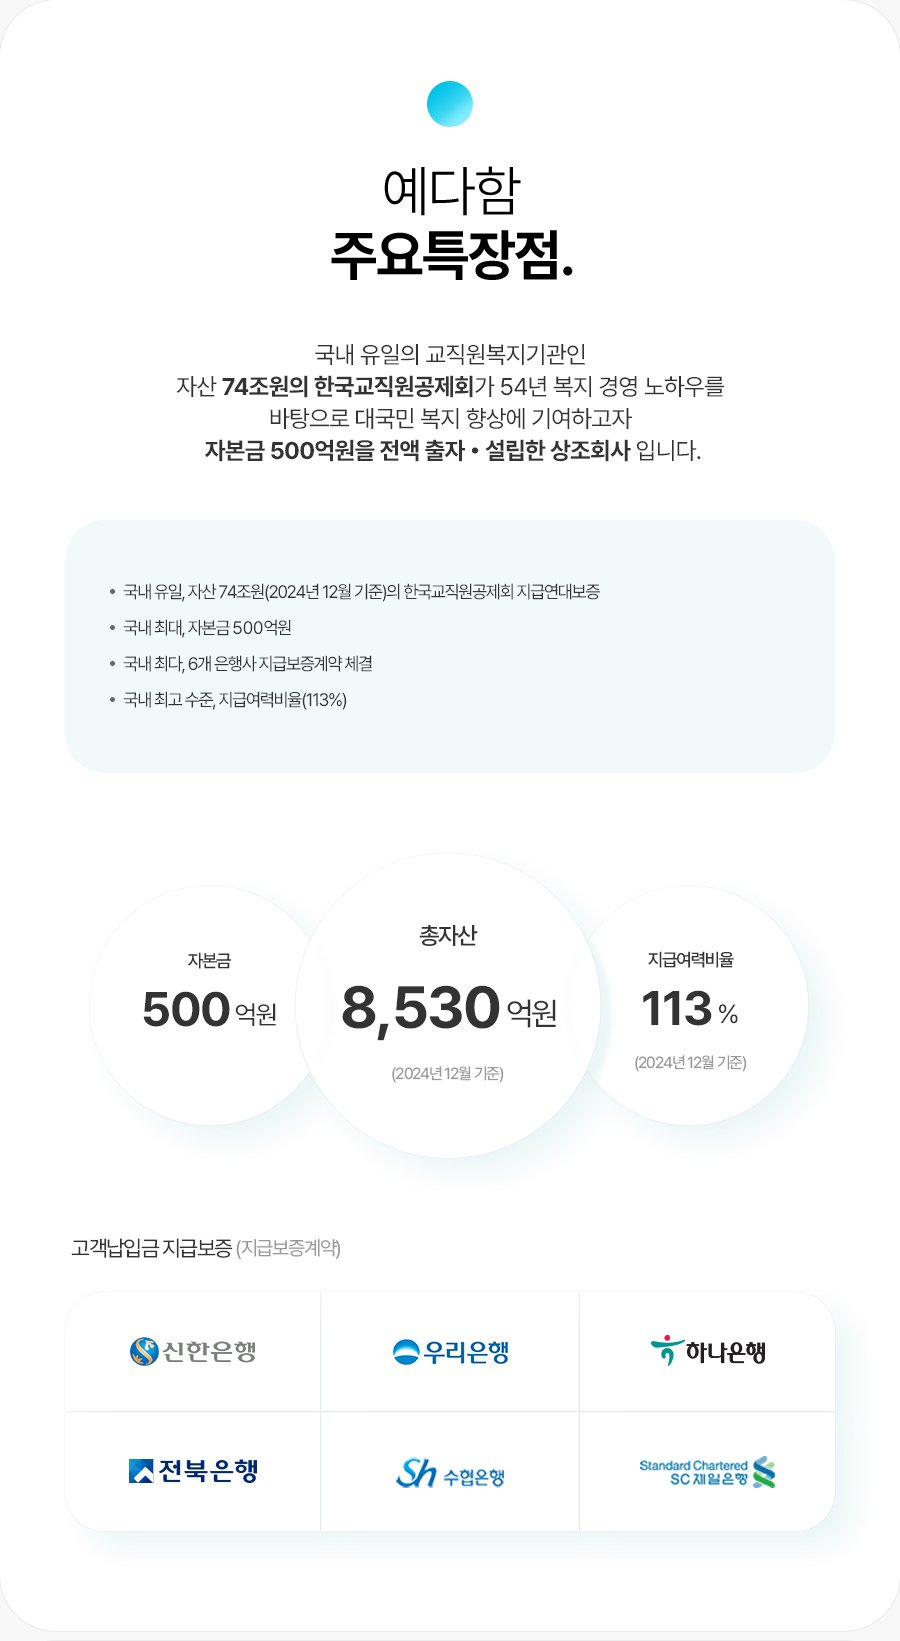 예다함
주요특장점.
국내 유일의 교직원복지기관인
자산 74조원의 한국교직원공제회가 54년 복지 경영 노하우를
바탕으로 대국민 복지 향상에 기여하고자
자본금 500억원을 전액 출자 • 설립한 상조회사 입니다.
• 국내 유일, 자산 74조원(2024년 12월 기준)의 한국교직원공제회 지급연대보증
• 국내 최대, 자본금 500억원
• 국내 최다, 6개 은행사 지급보증계약 체결
• 국내 최고 수준, 지급여력비율(113%)
자본금
500 억원
총자산
8,530 억원
(2024년 12월 기준)
지급여력비율
113 %
(2024년 12월 기준)
고객납입금 지급보증 (지급보증계약)
신한은행
우리은행
하나은행
전북은행
Sh 수협은행
Standard Chartered
SC제일은행